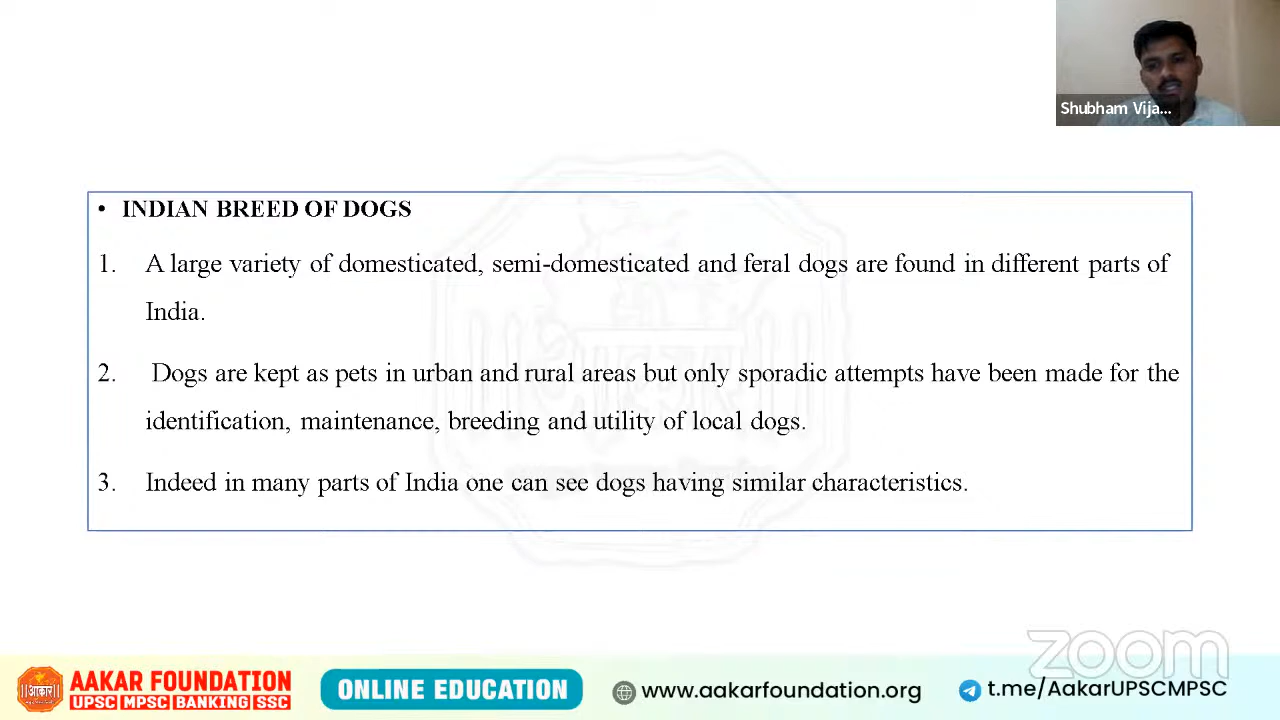 Shubham Vija...
• INDIAN BREED OF DOGS
1. A large variety of domesticated, semi-domesticated and feral dogs are found in different parts of
India.
2. Dogs are kept as pets in urban and rural areas but only sporadic attempts have been made for the
identification, maintenance, breeding and utility of local dogs.
3. Indeed in many parts of India one can see dogs having similar characteristics.
zoom
आकार
AAKAR FOUNDATION
UPSC MPSC BANKING SSC
ONLINE EDUCATION
www.aakarfoundation.org
t.me/AakarUPSCMPSC